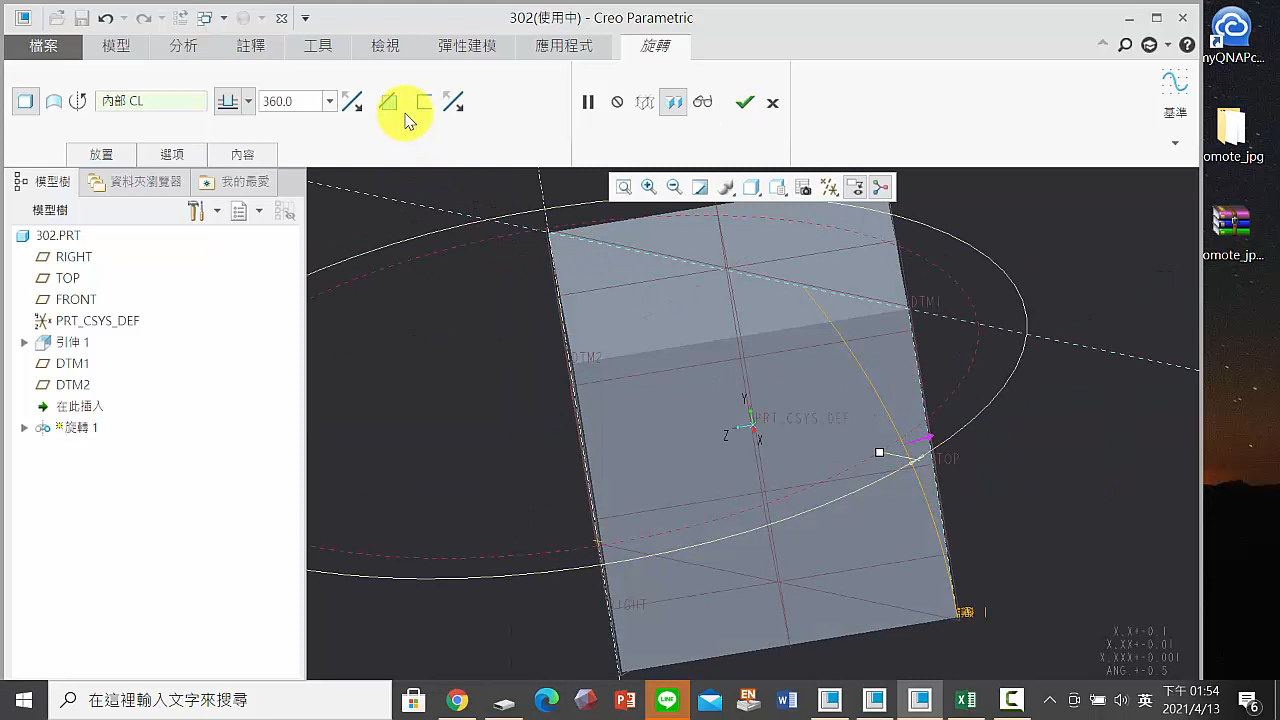 302(使用中) - Creo Parametric
檔案 模型 分析 註釋 工具 檢視 彈性建模 應用程式 旋轉
內部 CL 360.0
基準
放置 選項 內容
模型樹 資料夾瀏覽器 我的最愛
模型樹
302.PRT
RIGHT
TOP
FRONT
PRT_CSYS_DEF
引伸 1
DTM1
DTM2
在此插入
旋轉 1
DTM1
DTM2
Y
PRT_CSYS_DEF
Z X
TOP
RIGHT
X.X+-0.1
X.XX+-0.01
X.XXX+-0.001
ANG +-0.5
myQNAPc...
omote_jpg
omote_jp...
在這裡輸入文字來搜尋
英
下午 01:54
2021/4/13
6